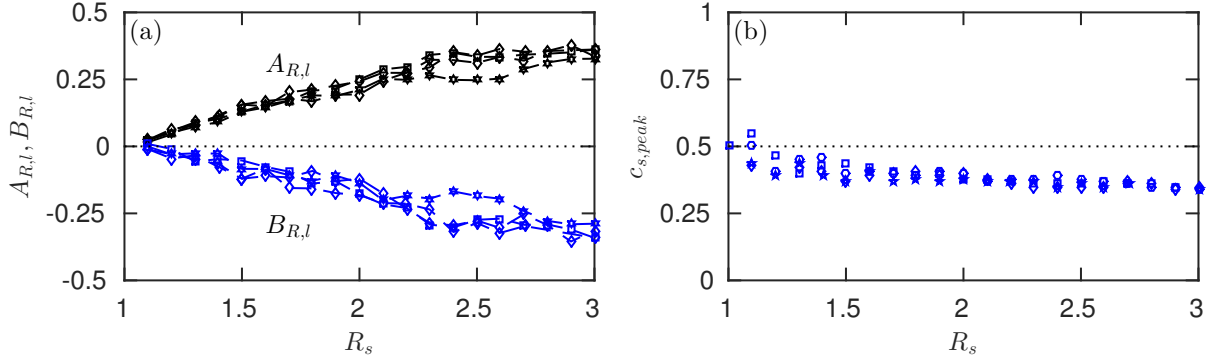 (a)
0.5
0.25
0
-0.25
-0.5
A_{R,l}, B_{R,l}
A_{R,l}
B_{R,l}
1 1.5 2 2.5 3
R_s
(b)
1
0.75
0.5
0.25
0
c_{s,peak}
1 1.5 2 2.5 3
R_s